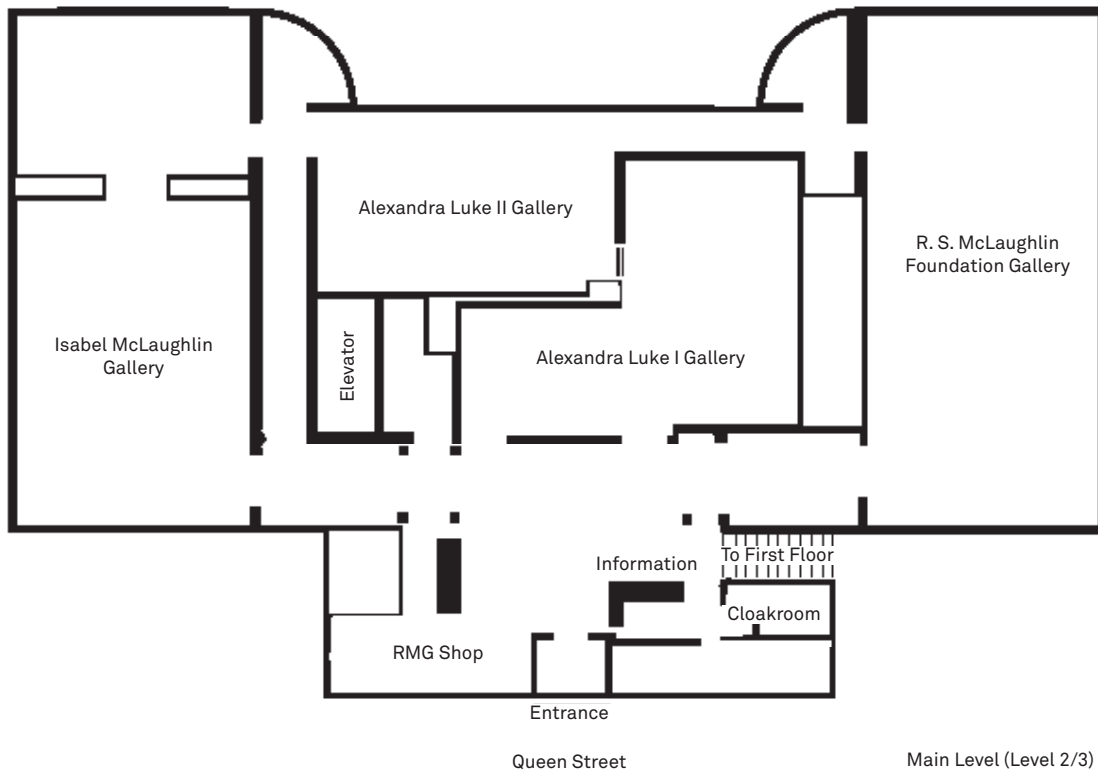 Alexandra Luke II Gallery
R. S. McLaughlin
Foundation Gallery
Isabel McLaughlin
Gallery
Elevator
Alexandra Luke I Gallery
Information
To First Floor
Cloakroom
RMG Shop
Entrance
Queen Street
Main Level (Level 2/3)